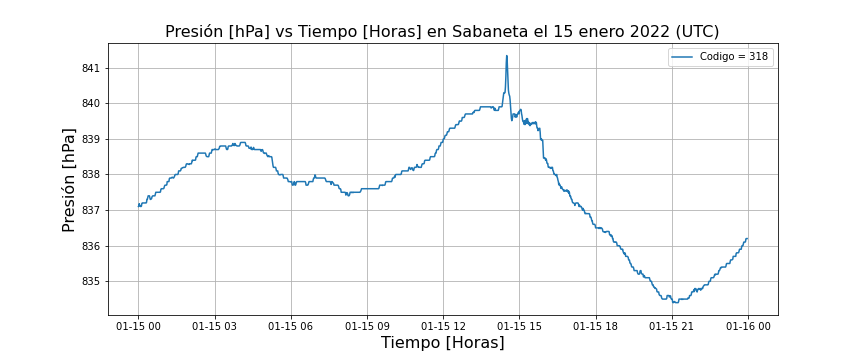 Presión [hPa] vs Tiempo [Horas] en Sabaneta el 15 enero 2022 (UTC)
Codigo = 318
Presión [hPa]
841
840
839
838
837
836
835
01-15 00 01-15 03 01-15 06 01-15 09 01-15 12 01-15 15 01-15 18 01-15 21 01-16 00
Tiempo [Horas]